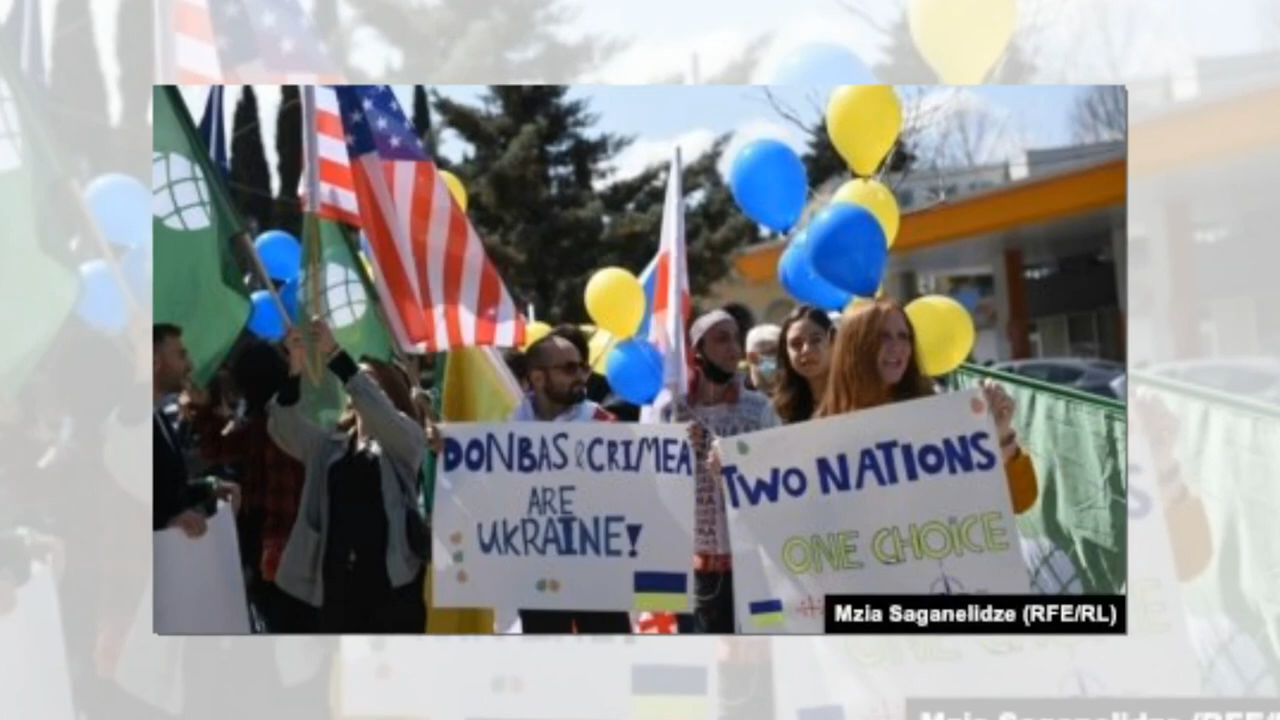 DONBAS & CRIMEA
ARE
UKRAINE!
TWO NATIONS
ONE CHOICE
Mzia Saganelidze (RFE/RL)